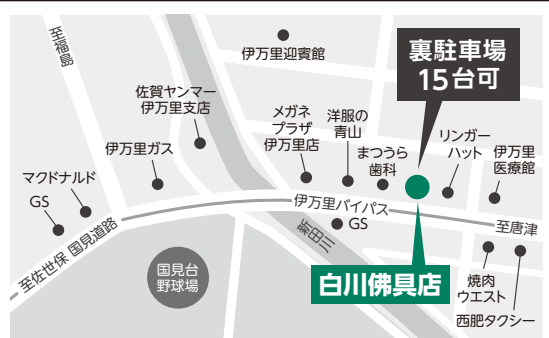 至福島
伊万里迎賓館
裏駐車場
15台可
佐賀ヤンマー
伊万里支店
メガネ
プラザ
伊万里店
洋服の
青山
まつうら
歯科
リンガー
ハット
伊万里
医療館
伊万里ガス
マクドナルド
GS
伊万里バイパス
GS
至唐津
新田川
至佐世保 国見道路
国見台
野球場
白川佛具店
焼肉
ウエスト
西肥タクシー